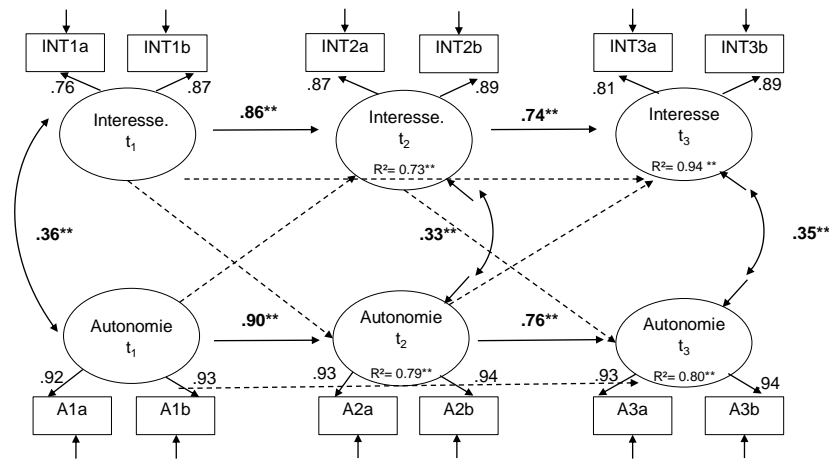 INT1a INT1b INT2a INT2b INT3a INT3b
.76 .87 .87 .89 .81 .89
Interesse. .86** Interesse. .74** Interesse
t1 t2 t3
R²= 0.73** R²= 0.94 **
.36** .33** .35**
Autonomie .90** Autonomie .76** Autonomie
t1 t2 t3
R²= 0.79** R²= 0.80**
.92 .93 .93 .94 .93 .94
A1a A1b A2a A2b A3a A3b